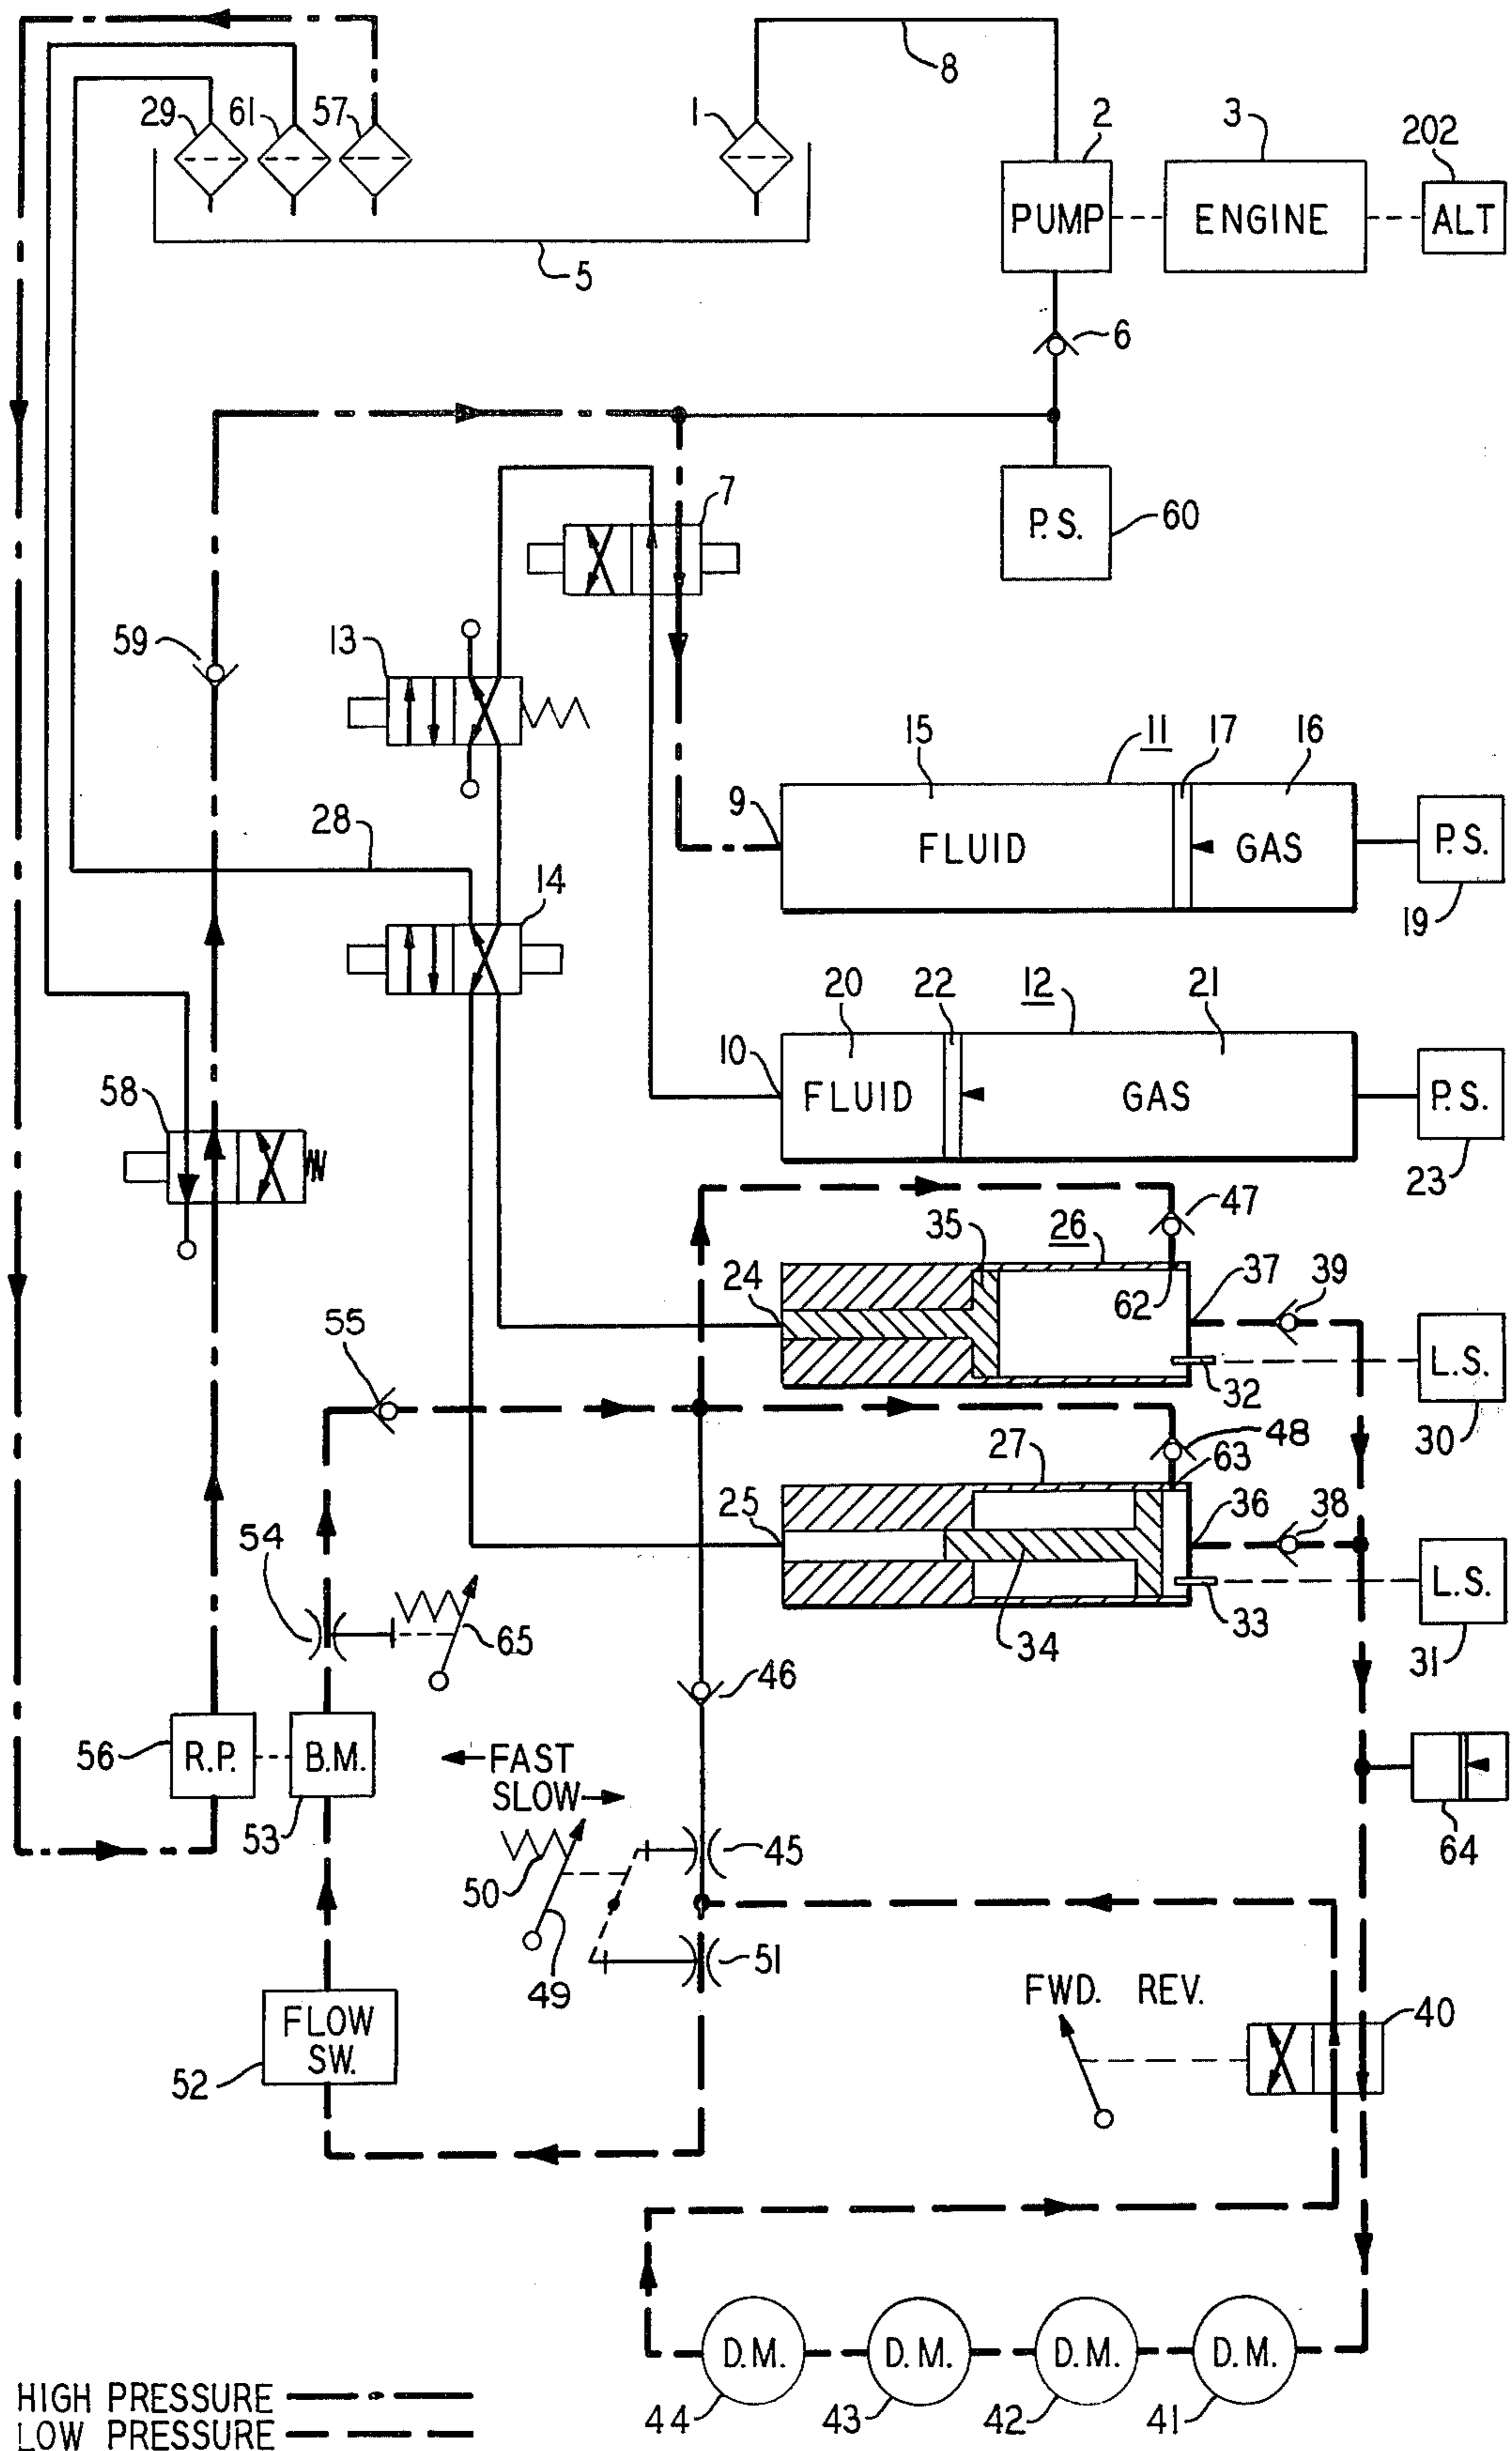 8
29 61 57 1 2 3 202
PUMP ENGINE ALT
5
6
7
P.S. 60
59 13
15 11 17 16
9 FLUID GAS P.S.
28
14 19
20 22 12 21
10 FLUID GAS P.S.
58
23
47
35 26
24 62 37 39
L.S.
32
55 30
27 48
63
25 36 38
54 L.S.
65 34 33
31
46
56 R.P. B.M. FAST
SLOW
53 64
50 45
49 51
FLOW
SW.
52
FWD. REV. 40
D.M. D.M. D.M. D.M.
44 43 42 41
HIGH PRESSURE
LOW PRESSURE